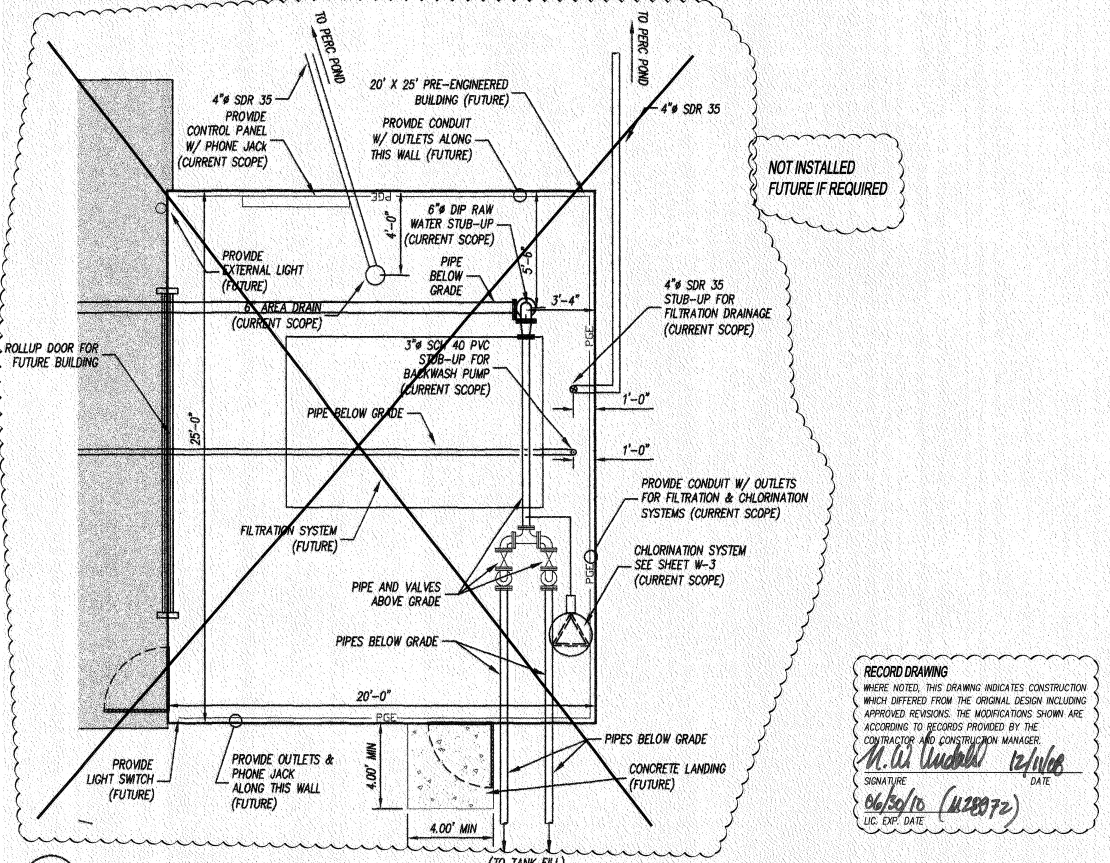 TO PERC POND
TO PERC POND
4"ø SDR 35
PROVIDE
CONTROL PANEL
W/ PHONE JACK
(CURRENT SCOPE)
20' X 25' PRE-ENGINEERED
BUILDING (FUTURE)
PROVIDE CONDUIT
W/ OUTLETS ALONG
THIS WALL (FUTURE)
4"ø SDR 35
NOT INSTALLED
FUTURE IF REQUIRED
PGE
4'-0"
6"ø DIP RAW
WATER STUB-UP
(CURRENT SCOPE)
5'-6"
PROVIDE
EXTERNAL LIGHT
(FUTURE)
PIPE
BELOW
GRADE
6" AREA DRAIN
(CURRENT SCOPE)
3'-4"
4"ø SDR 35
STUB-UP FOR
FILTRATION DRAINAGE
(CURRENT SCOPE)
PGE
ROLLUP DOOR FOR
FUTURE BUILDING
3"ø SCH 40 PVC
STUB-UP FOR
BACKWASH PUMP
(CURRENT SCOPE)
1'-0"
25'-0"
PIPE BELOW GRADE
1'-0"
PROVIDE CONDUIT W/ OUTLETS
FOR FILTRATION & CHLORINATION
SYSTEMS (CURRENT SCOPE)
FILTRATION SYSTEM
(FUTURE)
CHLORINATION SYSTEM
SEE SHEET W-3
(CURRENT SCOPE)
PGE
PIPE AND VALVES
ABOVE GRADE
PIPES BELOW GRADE
20'-0"
PGE
PROVIDE
LIGHT SWITCH
(FUTURE)
PROVIDE OUTLETS &
PHONE JACK
ALONG THIS WALL
(FUTURE)
4.00' MIN
4.00' MIN
PIPES BELOW GRADE
CONCRETE LANDING
(FUTURE)
(TO TANK FILL)
RECORD DRAWING
WHERE NOTED, THIS DRAWING INDICATES CONSTRUCTION
WHICH DIFFERED FROM THE ORIGINAL DESIGN INCLUDING
APPROVED REVISIONS. THE MODIFICATIONS SHOWN ARE
ACCORDING TO RECORDS PROVIDED BY THE
CONTRACTOR AND CONSTRUCTION MANAGER.
SIGNATURE DATE
06/30/10
LIC. EXP. DATE